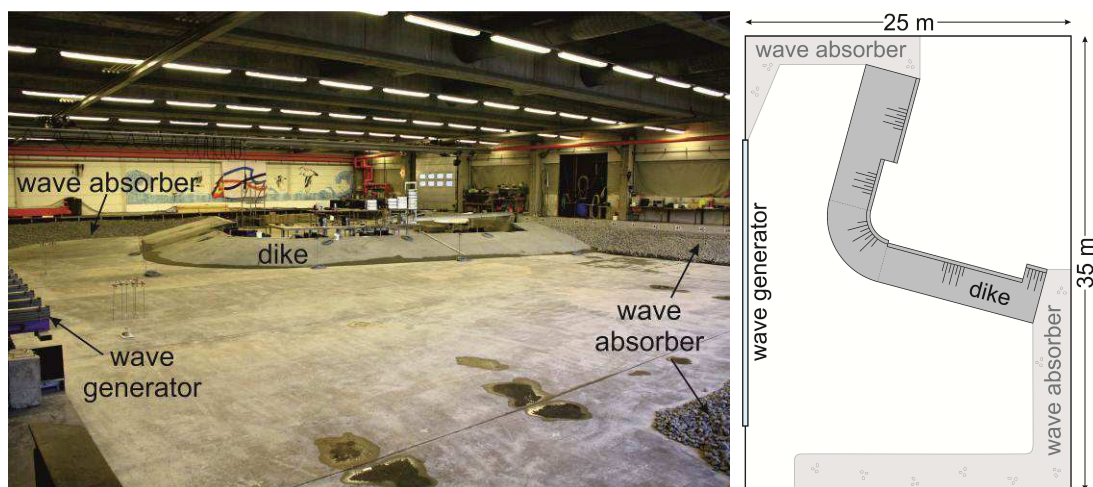 wave absorber
dike
wave
absorber
wave
generator
25 m
wave absorber
wave generator
dike
35 m
wave absorber